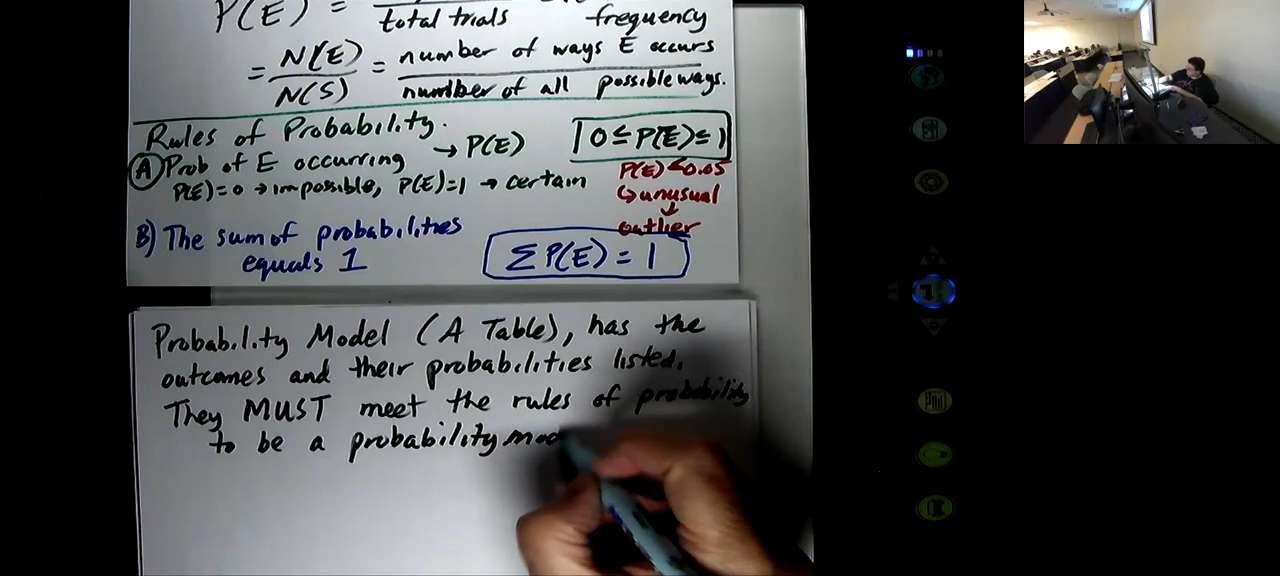 P(E) =
total trials
frequency
= N(E) / N(S) = number of ways E occurs / number of all possible ways.
Rules of Probability.
A Prob of E occurring → P(E)
0 ≤ P(E) ≤ 1
P(E)=0 → impossible, P(E)=1 → certain
P(E) < 0.05
↳ unusual
↓
outlier
B) The sum of probabilities
equals 1
Σ P(E) = 1
Probability Model (A Table), has the
outcomes and their probabilities listed.
They MUST meet the rules of probability
to be a probability mod